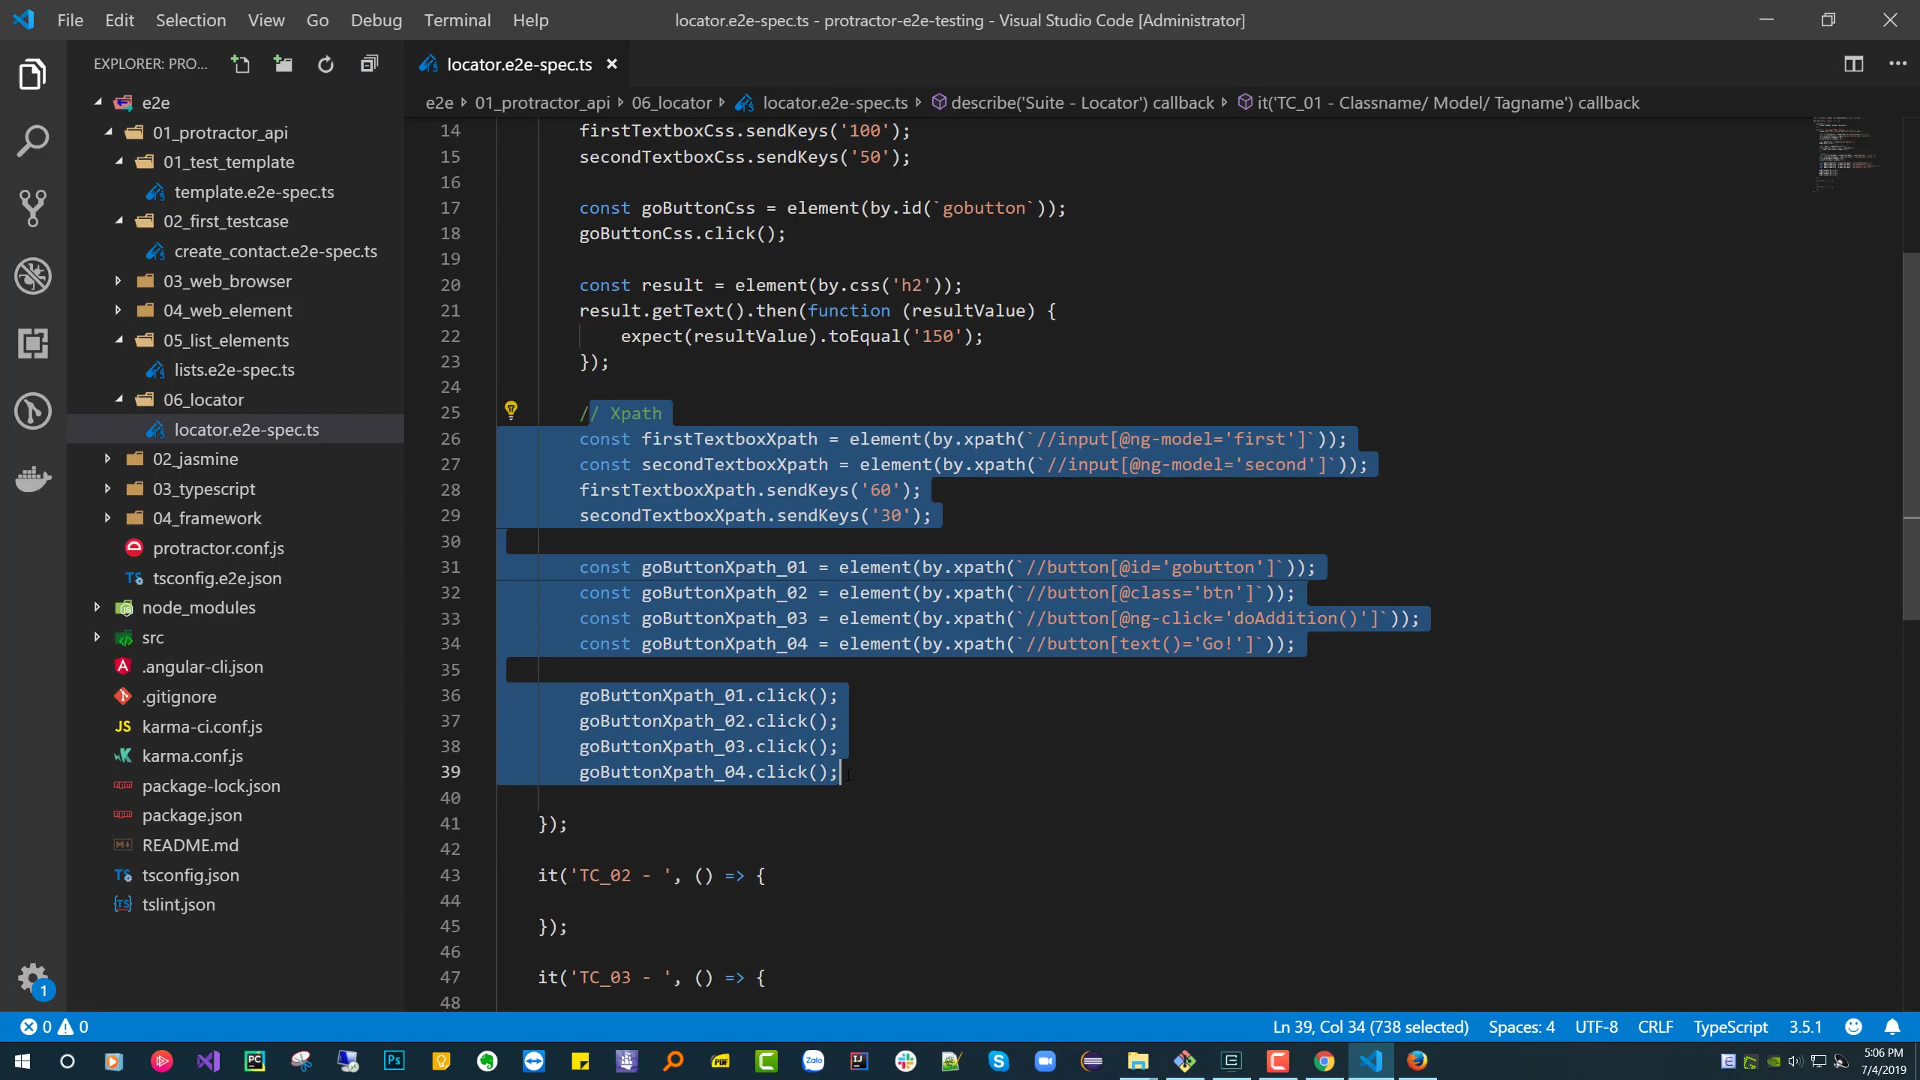 File Edit Selection View Go Debug Terminal Help
locator.e2e-spec.ts - protractor-e2e-testing - Visual Studio Code [Administrator]
EXPLORER: PRO...
locator.e2e-spec.ts
e2e
01_protractor_api
01_test_template
template.e2e-spec.ts
02_first_testcase
create_contact.e2e-spec.ts
03_web_browser
04_web_element
05_list_elements
lists.e2e-spec.ts
06_locator
locator.e2e-spec.ts
02_jasmine
03_typescript
04_framework
protractor.conf.js
tsconfig.e2e.json
node_modules
src
.angular-cli.json
.gitignore
karma-ci.conf.js
karma.conf.js
package-lock.json
package.json
README.md
tsconfig.json
tslint.json
1
e2e 01_protractor_api 06_locator locator.e2e-spec.ts describe('Suite - Locator') callback it('TC_01 - Classname/ Model/ Tagname') callback
14 firstTextboxCss.sendKeys('100');
15 secondTextboxCss.sendKeys('50');
16
17 const goButtonCss = element(by.id(`gobutton`));
18 goButtonCss.click();
19
20 const result = element(by.css('h2'));
21 result.getText().then(function (resultValue) {
22 expect(resultValue).toEqual('150');
23 });
24
25 // Xpath
26 const firstTextboxXpath = element(by.xpath(`//input[@ng-model='first']`));
27 const secondTextboxXpath = element(by.xpath(`//input[@ng-model='second']`));
28 firstTextboxXpath.sendKeys('60');
29 secondTextboxXpath.sendKeys('30');
30
31 const goButtonXpath_01 = element(by.xpath(`//button[@id='gobutton']`));
32 const goButtonXpath_02 = element(by.xpath(`//button[@class='btn']`));
33 const goButtonXpath_03 = element(by.xpath(`//button[@ng-click='doAddition()']`));
34 const goButtonXpath_04 = element(by.xpath(`//button[text()='Go!']`));
35
36 goButtonXpath_01.click();
37 goButtonXpath_02.click();
38 goButtonXpath_03.click();
39 goButtonXpath_04.click();
40
41 });
42
43 it('TC_02 - ', () => {
44
45 });
46
47 it('TC_03 - ', () => {
48
0 0 Ln 39, Col 34 (738 selected) Spaces: 4 UTF-8 CRLF TypeScript 3.5.1
5:06 PM
7/4/2019